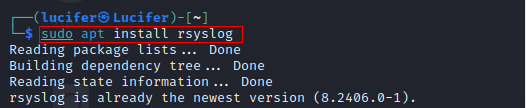 ┌──(lucifer㉿Lucifer)-[~]
└─$ sudo apt install rsyslog
Reading package lists... Done
Building dependency tree... Done
Reading state information... Done
rsyslog is already the newest version (8.2406.0-1).